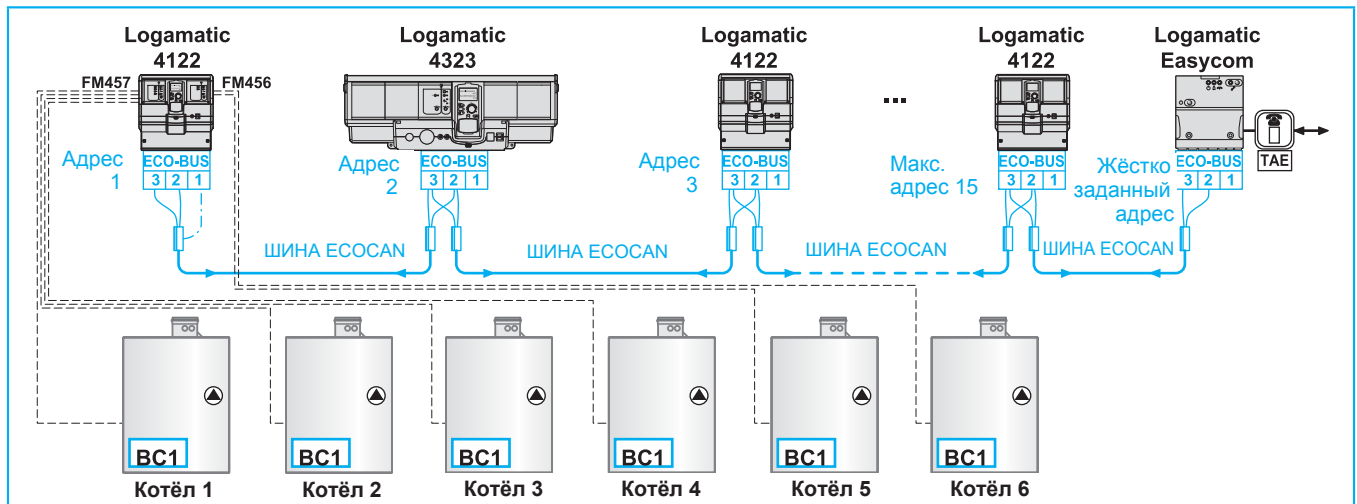 Logamatic
4122
Logamatic
4323
Logamatic
4122
Logamatic
4122
Logamatic
Easycom
FM457
FM456
...
TAE
Адрес
1
ECO-BUS
3 2 1
Адрес
2
ECO-BUS
3 2 1
Адрес
3
ECO-BUS
3 2 1
Макс.
адрес 15
ECO-BUS
3 2 1
Жёстко
заданный
адрес
ECO-BUS
3 2 1
ШИНА ECOCAN
ШИНА ECOCAN
ШИНА ECOCAN
ШИНА ECOCAN
BC1
BC1
BC1
BC1
BC1
BC1
Котёл 1
Котёл 2
Котёл 3
Котёл 4
Котёл 5
Котёл 6